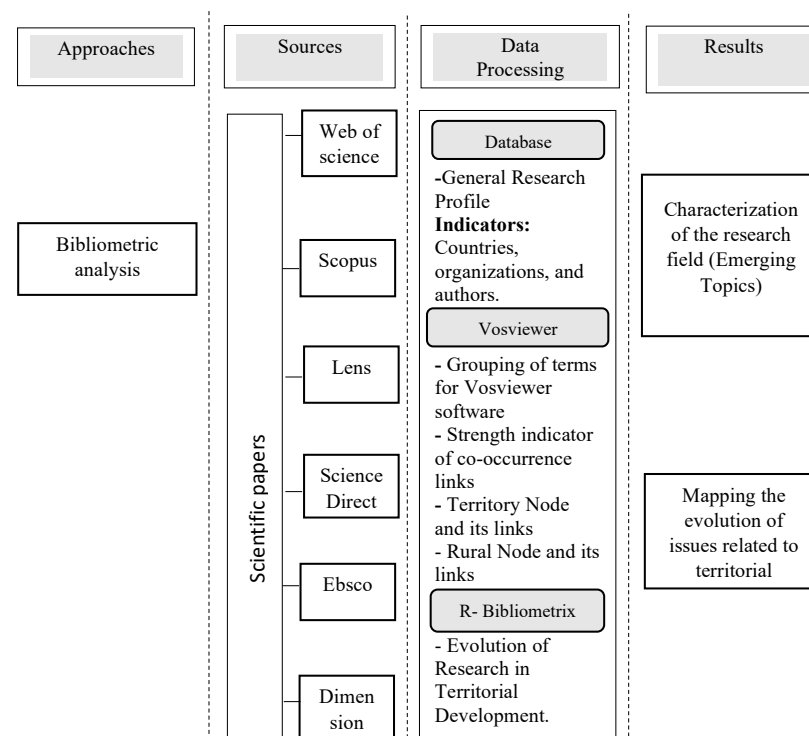 Approaches
Sources
Data
Processing
Results
Bibliometric
analysis
Scientific papers
Web of
science
Scopus
Lens
Science
Direct
Ebsco
Dimen
sion
Database
-General Research
Profile
Indicators:
Countries,
organizations, and
authors.
Vosviewer
- Grouping of terms
for Vosviewer
software
- Strength indicator
of co-occurrence
links
- Territory Node
and its links
- Rural Node and its
links
R- Bibliometrix
- Evolution of
Research in
Territorial
Development.
Characterization
of the research
field (Emerging
Topics)
Mapping the
evolution of
issues related to
territorial